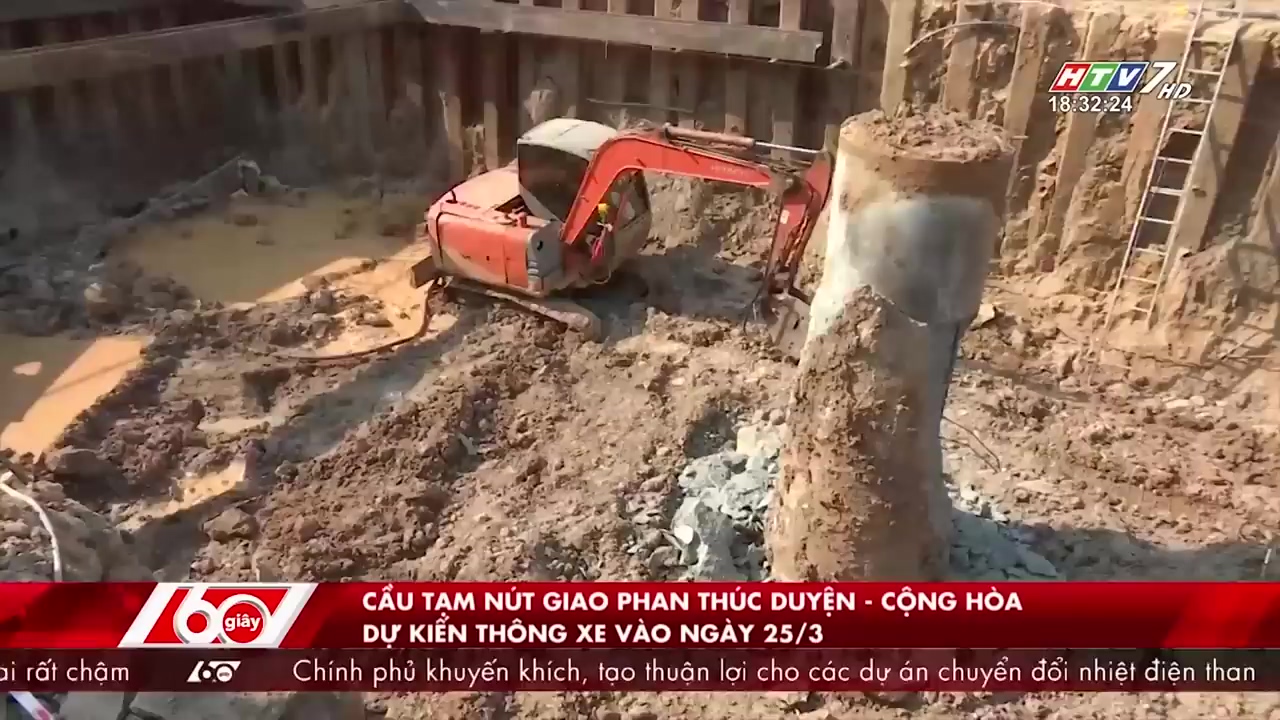 HTV7 HD
18:32:24
60 giây
CẦU TẠM NÚT GIAO PHAN THÚC DUYỆN - CỘNG HÒA
DỰ KIẾN THÔNG XE VÀO NGÀY 25/3
ai rất chậm 60 giây Chính phủ khuyến khích, tạo thuận lợi cho các dự án chuyển đổi nhiệt điện than